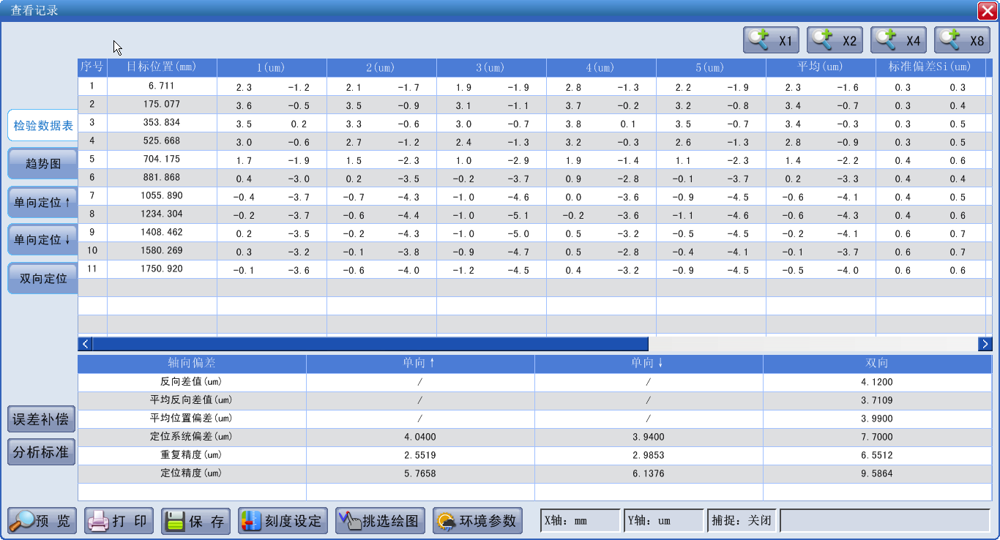 查看记录
X1 X2 X4 X8
序号 目标位置(mm) 1(um) 2(um) 3(um) 4(um) 5(um) 平均(um) 标准偏差Si(um)
1 6.711 2.3 -1.2 2.1 -1.7 1.9 -1.9 2.8 -1.3 2.2 -1.9 2.3 -1.6 0.3 0.3
2 175.077 3.6 -0.5 3.5 -0.9 3.1 -1.1 3.7 -0.2 3.2 -0.8 3.4 -0.7 0.3 0.4
3 353.834 3.5 0.2 3.3 -0.6 3.0 -0.7 3.8 0.1 3.5 -0.7 3.4 -0.3 0.3 0.5
4 525.668 3.0 -0.6 2.7 -1.2 2.4 -1.3 3.2 -0.3 2.6 -1.3 2.8 -0.9 0.3 0.5
5 704.175 1.7 -1.9 1.5 -2.3 1.0 -2.9 1.9 -1.4 1.1 -2.3 1.4 -2.2 0.4 0.6
6 881.868 0.4 -3.0 0.2 -3.5 -0.2 -3.7 0.9 -2.8 -0.1 -3.7 0.2 -3.3 0.4 0.4
7 1055.890 -0.4 -3.7 -0.7 -4.3 -1.0 -4.6 0.0 -3.6 -0.9 -4.5 -0.6 -4.1 0.4 0.5
8 1234.304 -0.2 -3.7 -0.6 -4.4 -1.0 -5.1 -0.2 -3.6 -1.1 -4.6 -0.6 -4.3 0.4 0.6
9 1408.462 0.2 -3.5 -0.2 -4.3 -1.0 -5.0 0.5 -3.2 -0.5 -4.5 -0.2 -4.1 0.6 0.7
10 1580.269 0.3 -3.2 -0.1 -3.8 -0.9 -4.7 0.5 -2.8 -0.4 -4.1 -0.1 -3.7 0.6 0.7
11 1750.920 -0.1 -3.6 -0.6 -4.0 -1.2 -4.5 0.4 -3.2 -0.9 -4.5 -0.5 -4.0 0.6 0.6
检验数据表
趋势图
单向定位↑
单向定位↓
双向定位
轴向偏差 单向↑ 单向↓ 双向
反向差值(um) / / 4.1200
平均反向差值(um) / / 3.7109
平均位置偏差(um) / / 3.9900
定位系统偏差(um) 4.0400 3.9400 7.7000
重复精度(um) 2.5519 2.9853 6.5512
定位精度(um) 5.7658 6.1376 9.5864
误差补偿
分析标准
预 览 打 印 保 存 刻度设定 挑选绘图 环境参数 X轴: mm Y轴: um 捕捉: 关闭